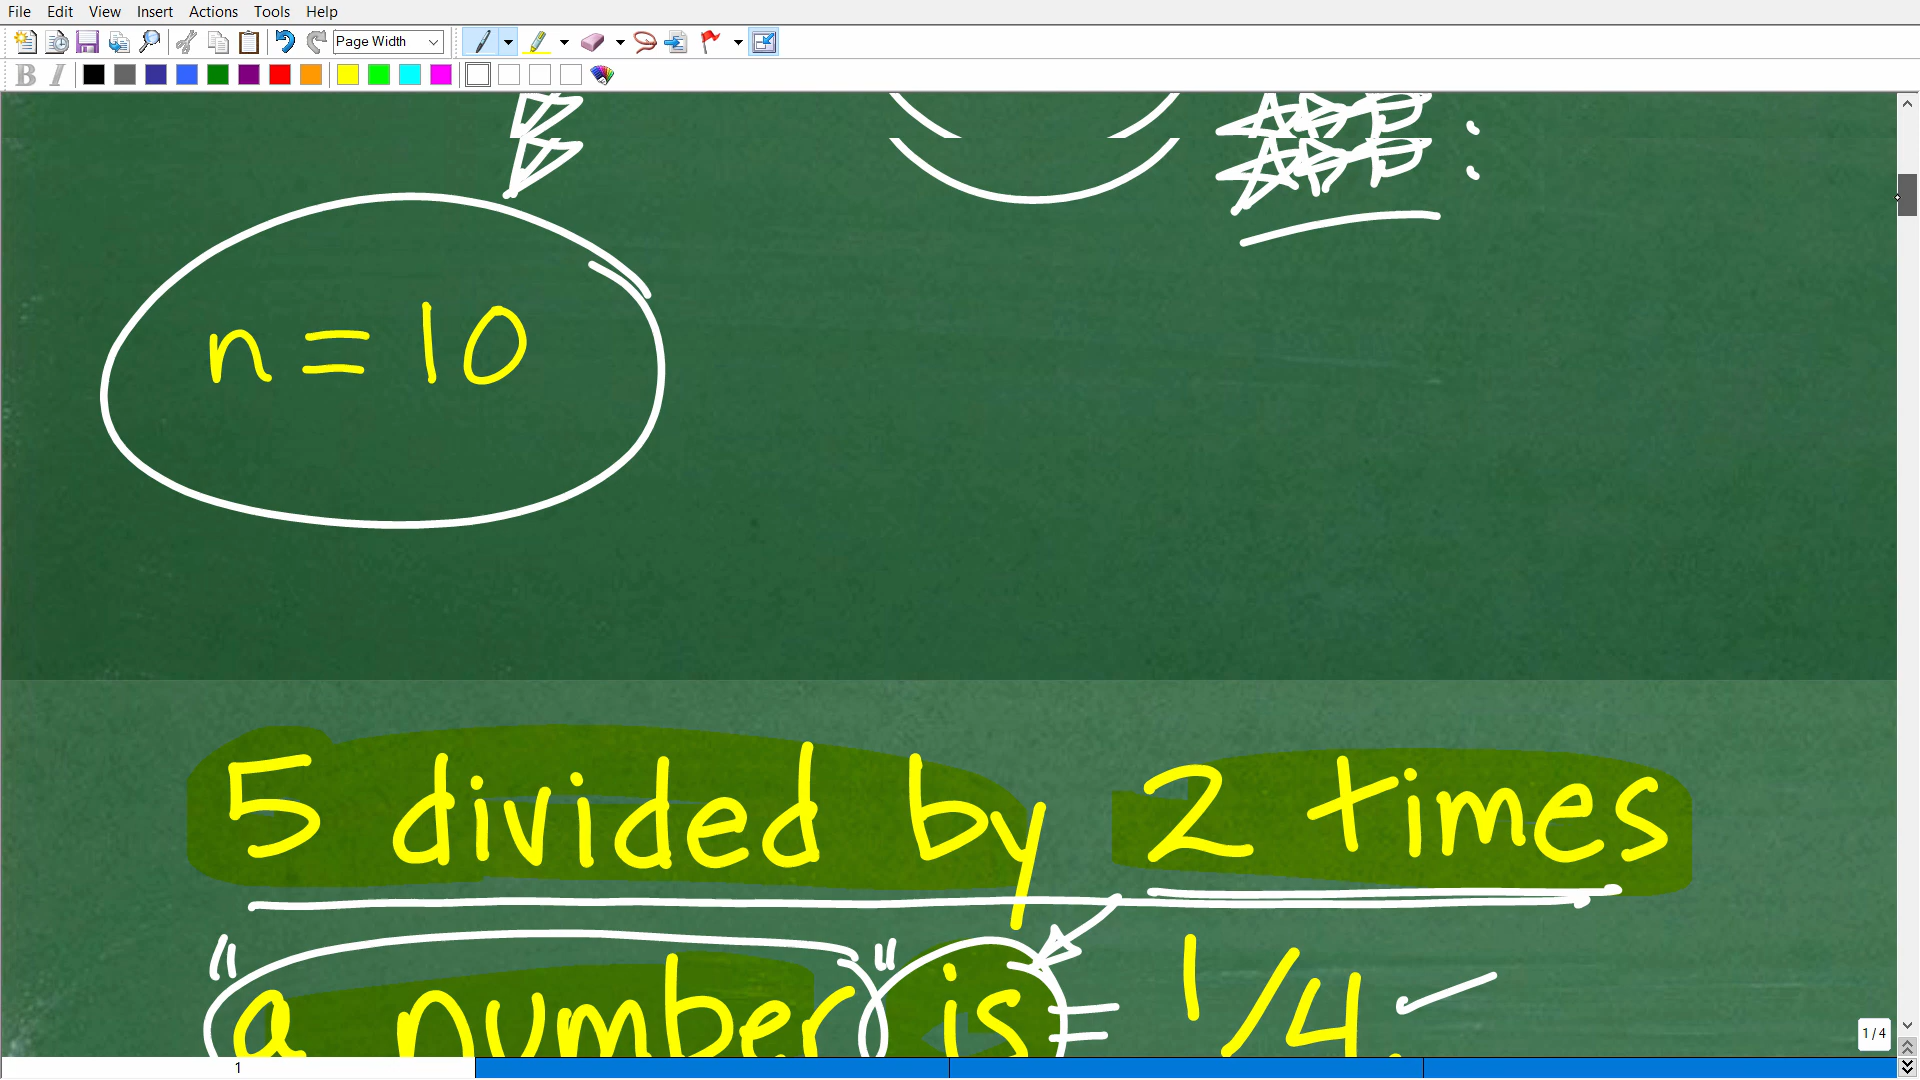 File Edit View Insert Actions Tools Help
Page Width
B I
ADD :
n = 10
5 divided by 2 times
"a number" is = 1/4.
1/4
1